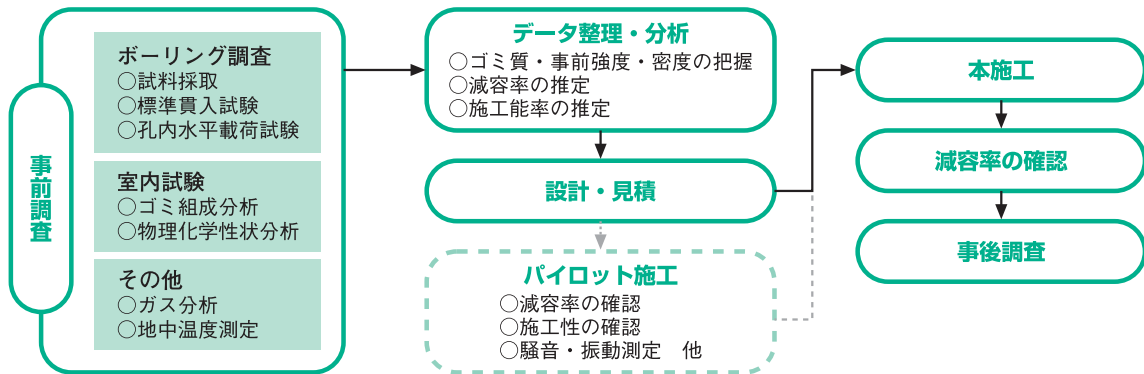 事前調査
ボーリング調査
○試料採取
○標準貫入試験
○孔内水平載荷試験
室内試験
○ゴミ組成分析
○物理化学性状分析
その他
○ガス分析
○地中温度測定
データ整理・分析
○ゴミ質・事前強度・密度の把握
○減容率の推定
○施工能率の推定
設計・見積
パイロット施工
○減容率の確認
○施工性の確認
○騒音・振動測定　他
本施工
減容率の確認
事後調査